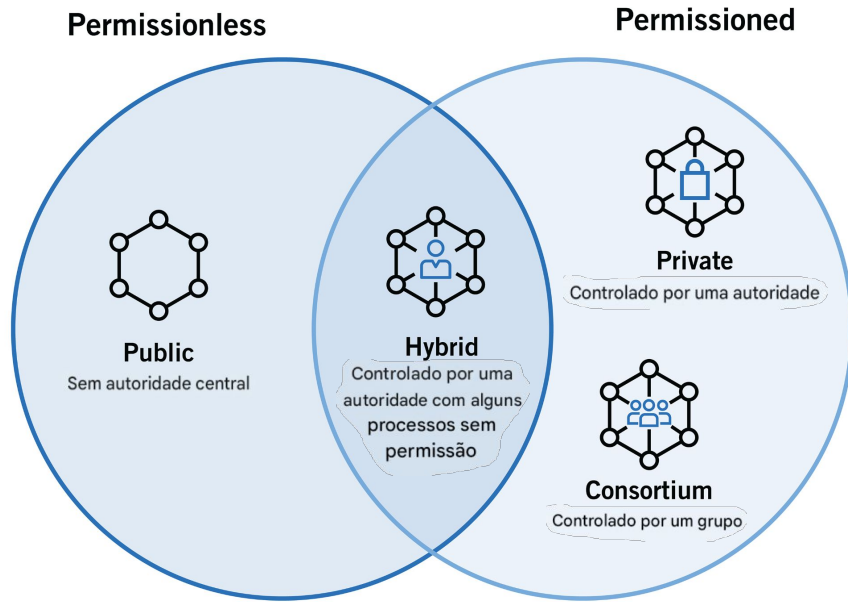 Permissionless
Permissioned
Public
Sem autoridade central
Hybrid
Controlado por uma
autoridade com alguns
processos sem
permissão
Private
Controlado por uma autoridade
Consortium
Controlado por um grupo